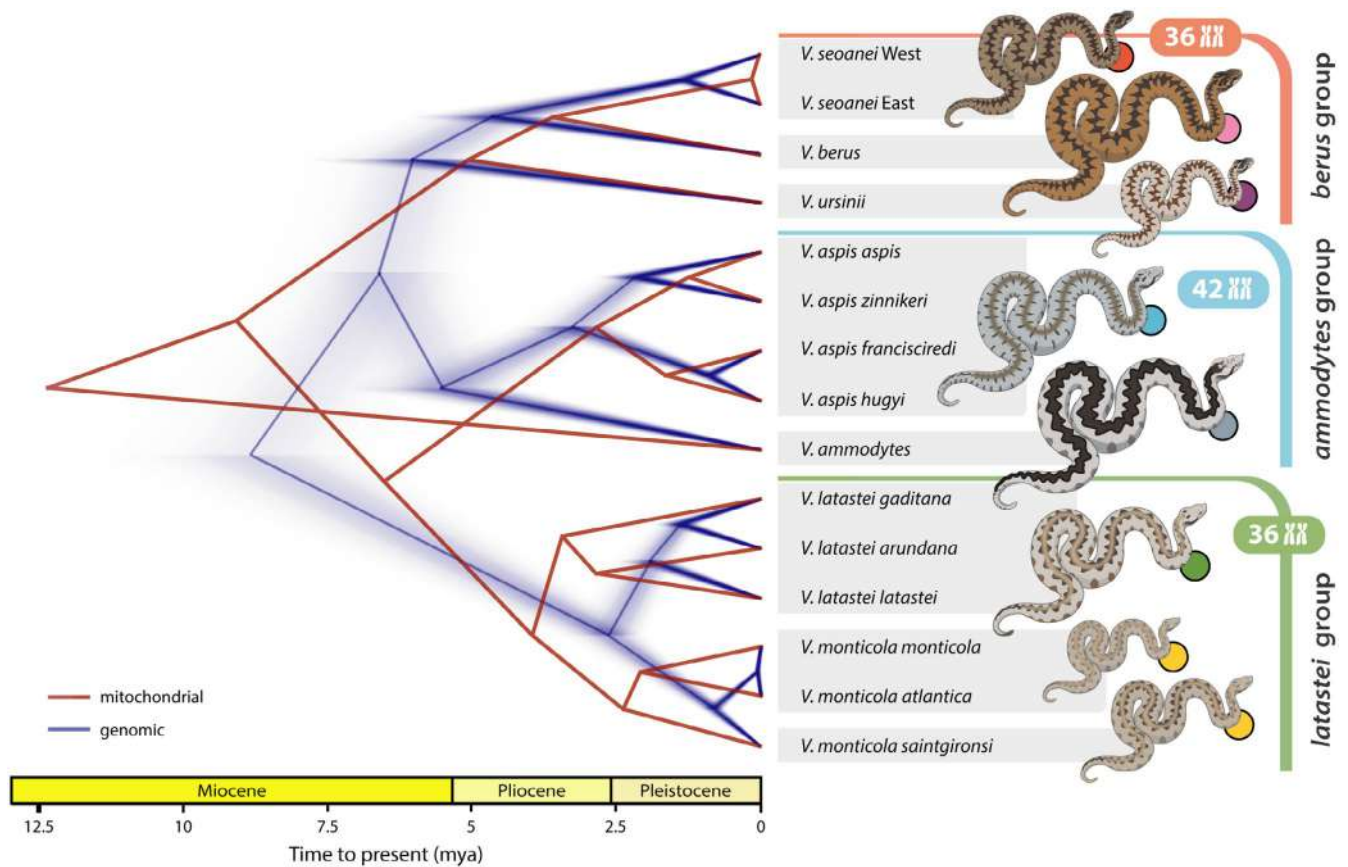 36
V. seoanei West
V. seoanei East
V. berus
V. ursinii
berus group
V. aspis aspis
V. aspis zinnikeri
V. aspis francisciredi
V. aspis hugyi
V. ammodytes
42
ammodytes group
V. latastei gaditana
V. latastei arundana
V. latastei latastei
V. monticola monticola
V. monticola atlantica
V. monticola saintgironsi
36
latastei group
mitochondrial
genomic
Miocene Pliocene Pleistocene
12.5 10 7.5 5 2.5 0
Time to present (mya)